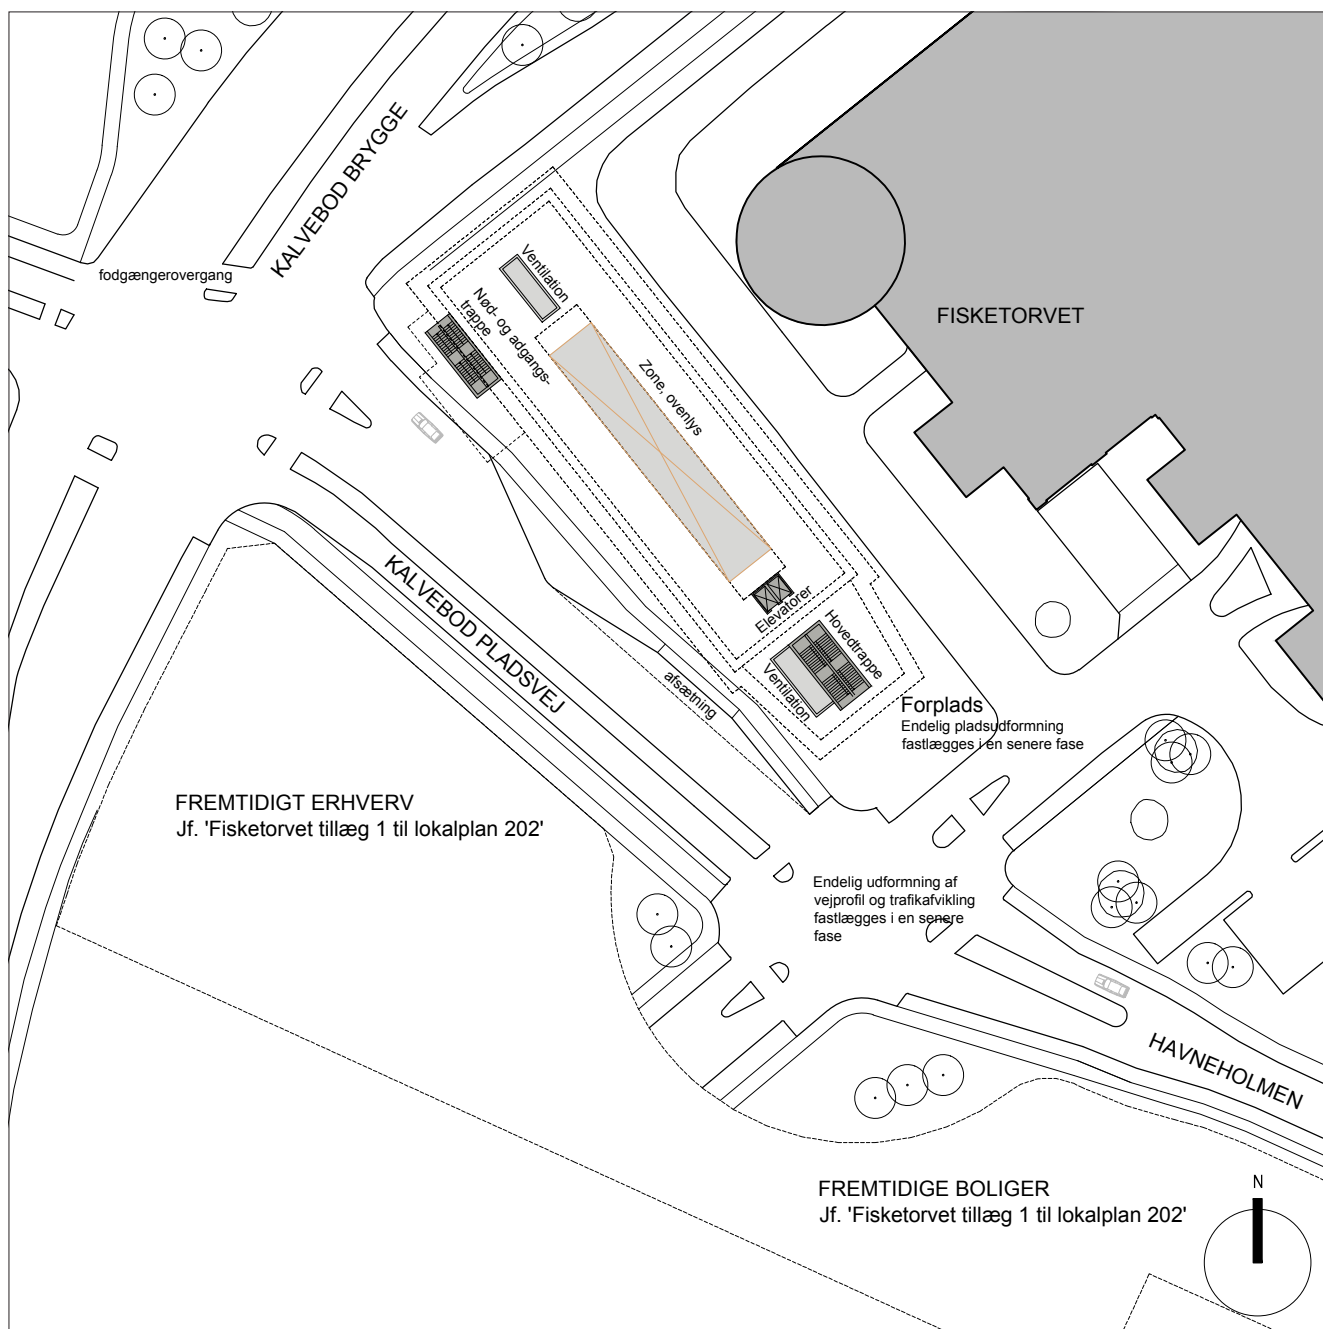 KALVEBOD BRYGGE
fodgængerovergang
Ventilation
Nød- og adgangs-
trappe
Zone, ovenlys
FISKETORVET
Elevatorer
Hovedtrappe
Ventilation
afsætning
KALVEBOD PLADSVEJ
Forplads
Endelig pladsudformning
fastlægges i en senere fase
FREMTIDIGT ERHVERV
Jf. 'Fisketorvet tillæg 1 til lokalplan 202'
Endelig udformning af
vejprofil og trafikafvikling
fastlægges i en senere
fase
HAVNEHOLMEN
FREMTIDIGE BOLIGER
Jf. 'Fisketorvet tillæg 1 til lokalplan 202'
N